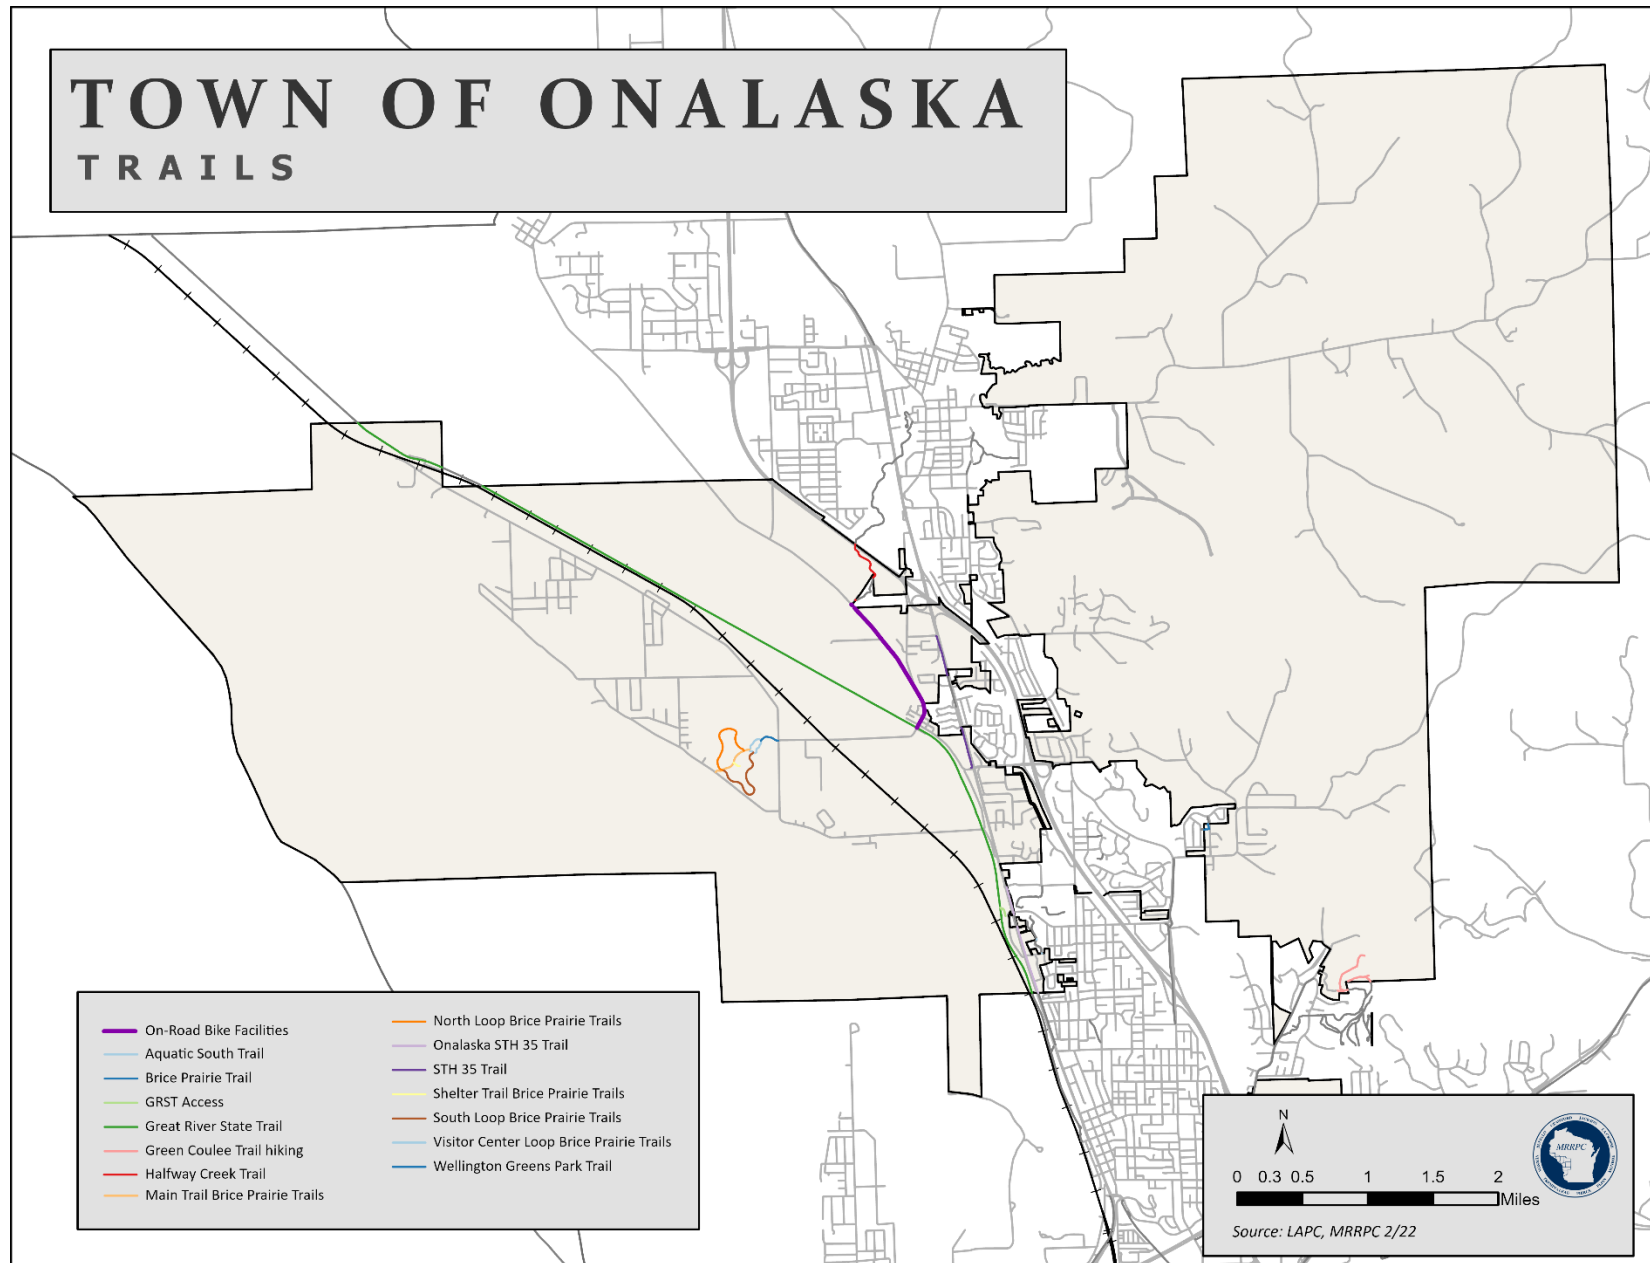 TOWN OF ONALASKA
TRAILS
On-Road Bike Facilities
Aquatic South Trail
Brice Prairie Trail
GRST Access
Great River State Trail
Green Coulee Trail hiking
Halfway Creek Trail
Main Trail Brice Prairie Trails
North Loop Brice Prairie Trails
Onalaska STH 35 Trail
STH 35 Trail
Shelter Trail Brice Prairie Trails
South Loop Brice Prairie Trails
Visitor Center Loop Brice Prairie Trails
Wellington Greens Park Trail
N
MRRPC
0 0.3 0.5 1 1.5 2
Miles
Source: LAPC, MRRPC 2/22